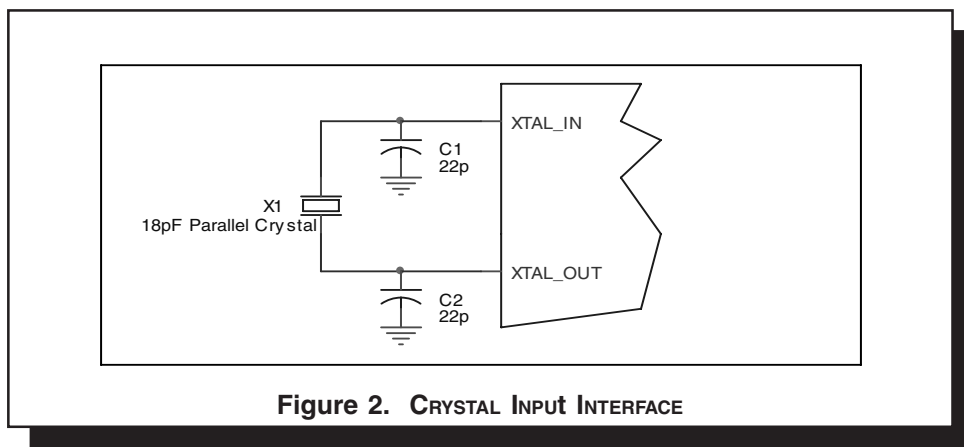 XTAL_IN
C1
22p
X1
18pF Parallel Crystal
XTAL_OUT
C2
22p
Figure 2. CRYSTAL INPUt INTERFACE